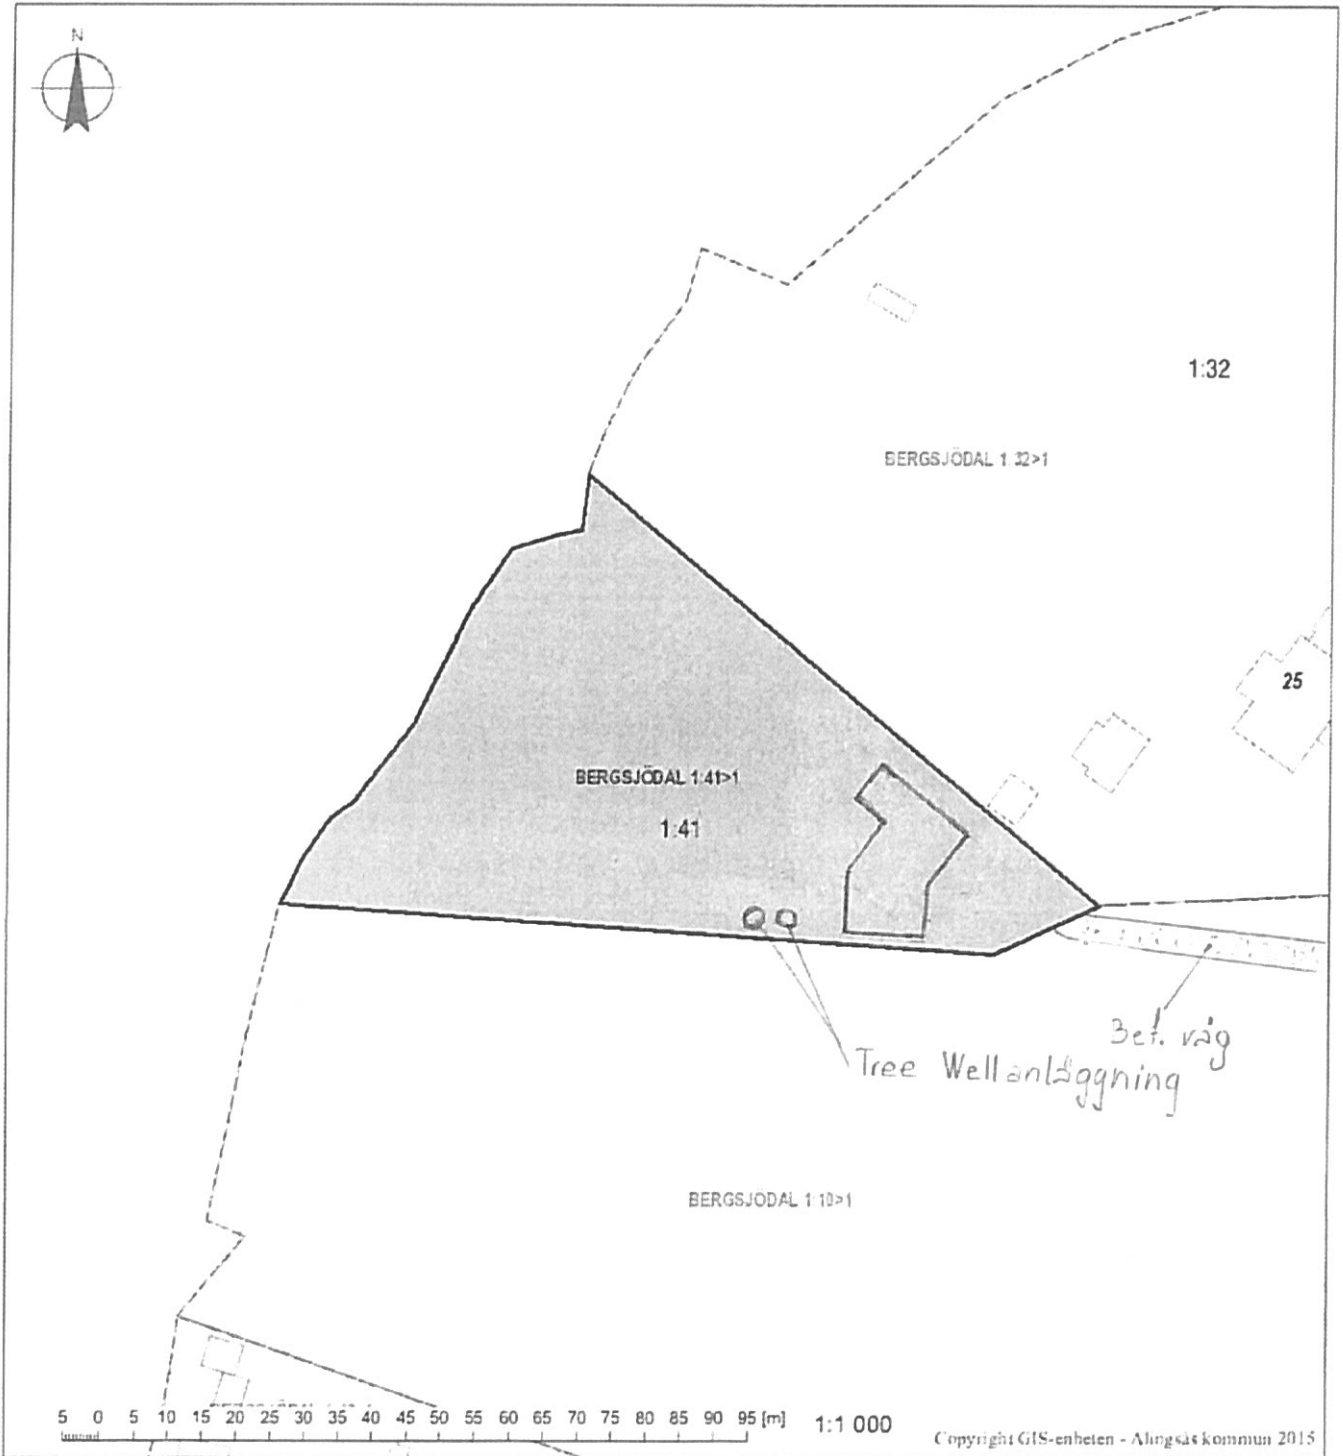 N
1:32
BERGSJÖDAL 1:32>1
25
BERGSJÖDAL 1:41>1
1:41
Bef. väg
Tree Wellanläggning
BERGSJÖDAL 1:10>1
5 0 5 10 15 20 25 30 35 40 45 50 55 60 65 70 75 80 85 90 95 [m] 1:1 000
Copyright GIS-enheten - Alingsås kommun 2015